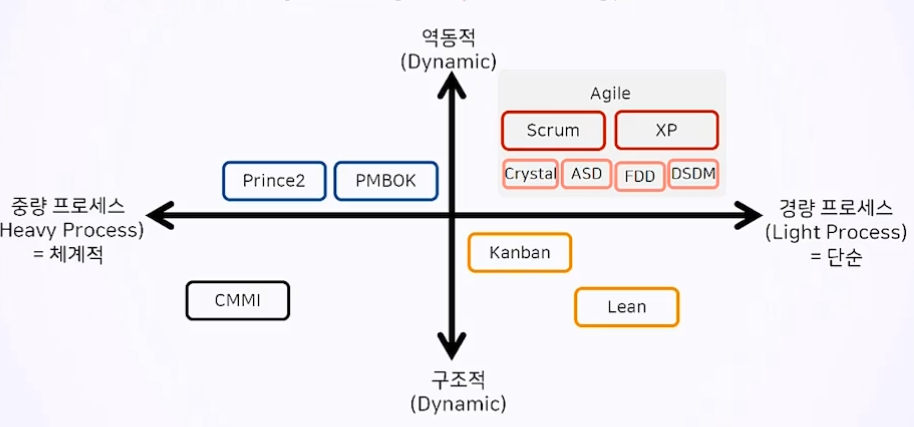 역동적
(Dynamic)
Agile
Scrum XP
Crystal ASD FDD DSDM
Prince2 PMBOK
중량 프로세스
Heavy Process)
= 체계적
경량 프로세스
(Light Process)
= 단순
Kanban
CMMI
Lean
구조적
(Dynamic)